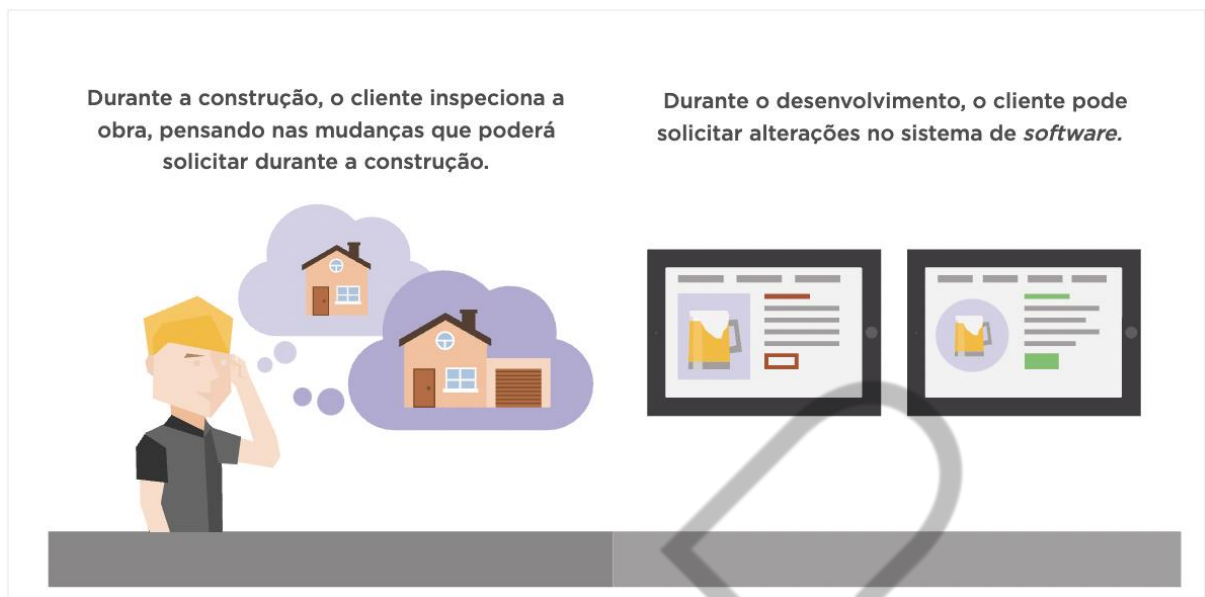 Durante a construção, o cliente inspeciona a
obra, pensando nas mudanças que poderá
solicitar durante a construção.
Durante o desenvolvimento, o cliente pode
solicitar alterações no sistema de software.